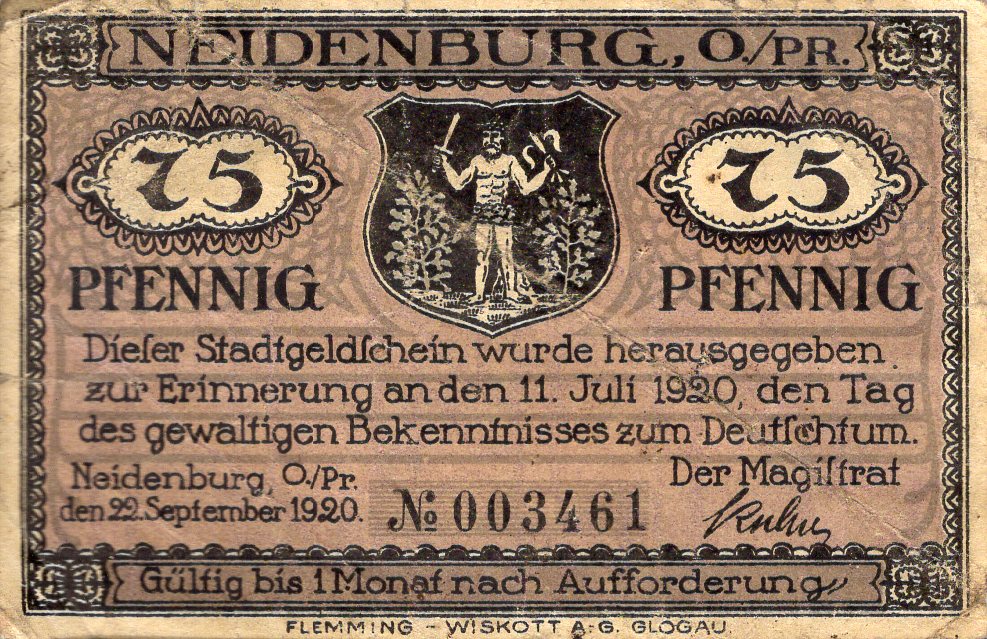 NEIDENBURG, O./PR.
75 75
PFENNIG PFENNIG
Dieſer Stadtgeldſchein wurde herausgegeben
zur Erinnerung an den 11. Juli 1920, den Tag
des gewaltigen Bekenntnisses zum Deutſchtum.
Neidenburg, O./Pr. Der Magiſtrat
den 22. September 1920. № 003461
Gültig bis 1 Monat nach Aufforderung
FLEMMING - WISKOTT A-G. GLOGAU.